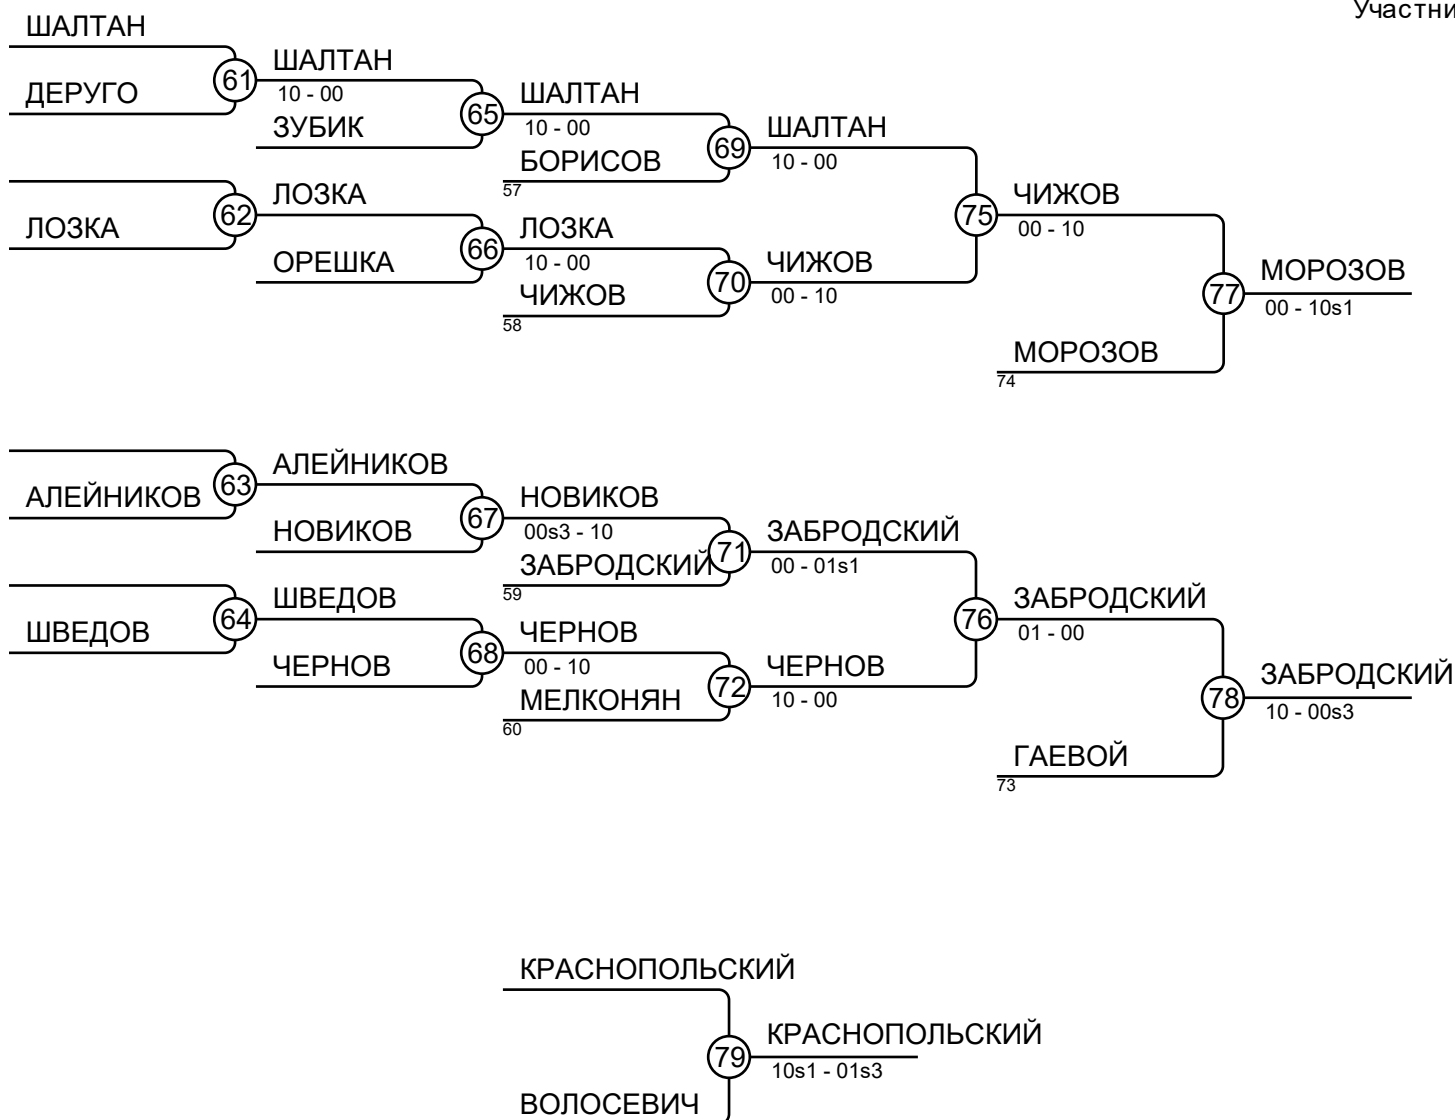 Участни
ШАЛТАН
ДЕРУГО
61
ШАЛТАН
10 - 00
ЗУБИК
65
ШАЛТАН
10 - 00
БОРИСОВ
57
69
ШАЛТАН
10 - 00
ЛОЗКА
62
ЛОЗКА
ОРЕШКА
66
ЛОЗКА
10 - 00
ЧИЖОВ
58
70
ЧИЖОВ
00 - 10
75
ЧИЖОВ
00 - 10
МОРОЗОВ
74
77
МОРОЗОВ
00 - 10s1
АЛЕЙНИКОВ
63
АЛЕЙНИКОВ
НОВИКОВ
67
НОВИКОВ
00s3 - 10
ЗАБРОДСКИЙ
59
71
ЗАБРОДСКИЙ
00 - 01s1
ШВЕДОВ
64
ШВЕДОВ
ЧЕРНОВ
68
ЧЕРНОВ
00 - 10
МЕЛКОНЯН
60
72
ЧЕРНОВ
10 - 00
76
ЗАБРОДСКИЙ
01 - 00
ГАЕВОЙ
73
78
ЗАБРОДСКИЙ
10 - 00s3
КРАСНОПОЛЬСКИЙ
79
КРАСНОПОЛЬСКИЙ
10s1 - 01s3
ВОЛОСЕВИЧ